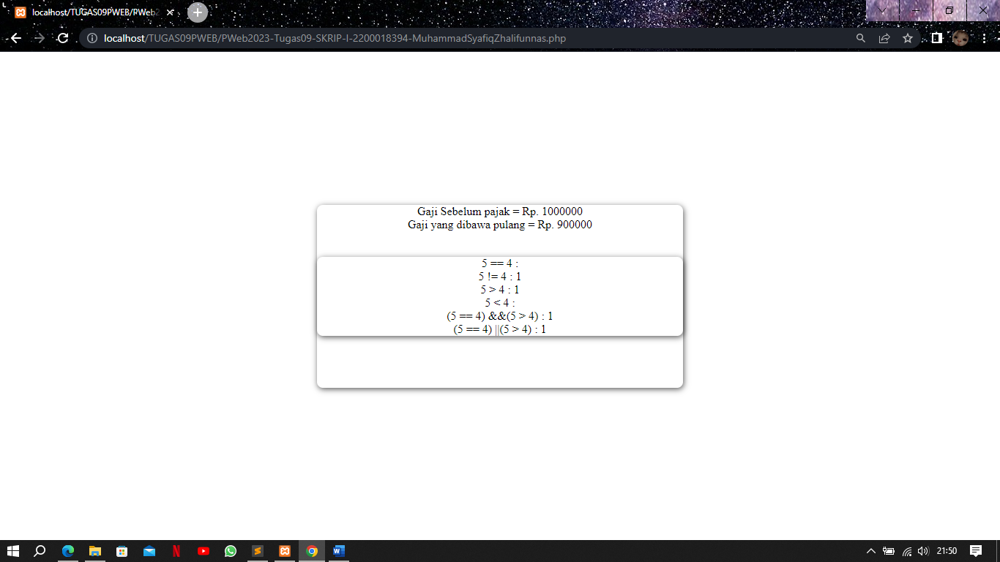 localhost/TUGAS09PWEB/PWeb2
localhost/TUGAS09PWEB/PWeb2023-Tugas09-SKRIP-I-2200018394-MuhammadSyafiqZhalifunnas.php
Gaji Sebelum pajak = Rp. 1000000
Gaji yang dibawa pulang = Rp. 900000
5 == 4 :
5 != 4 : 1
5 > 4 : 1
5 < 4 :
(5 == 4) &&(5 > 4) : 1
(5 == 4) ||(5 > 4) : 1
21:50